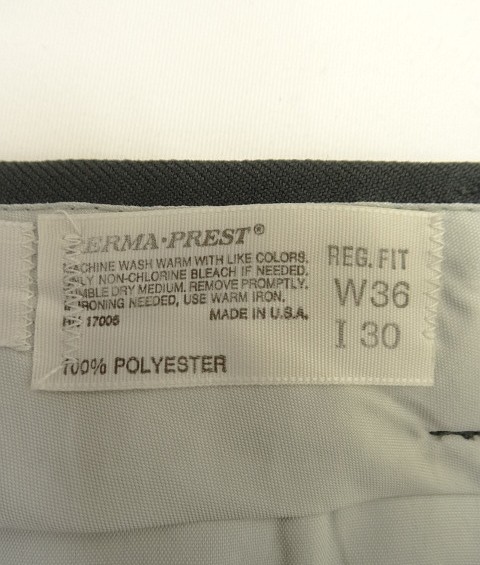 ERMA·PREST®
ACHINE WASH WARM WITH LIKE COLORS.
LY NON-CHLORINE BLEACH IF NEEDED.
MBLE DRY MEDIUM. REMOVE PROMPTLY.
IRONING NEEDED, USE WARM IRON.
17006 MADE IN U.S.A.
100% POLYESTER
REG. FIT
W36
I 30